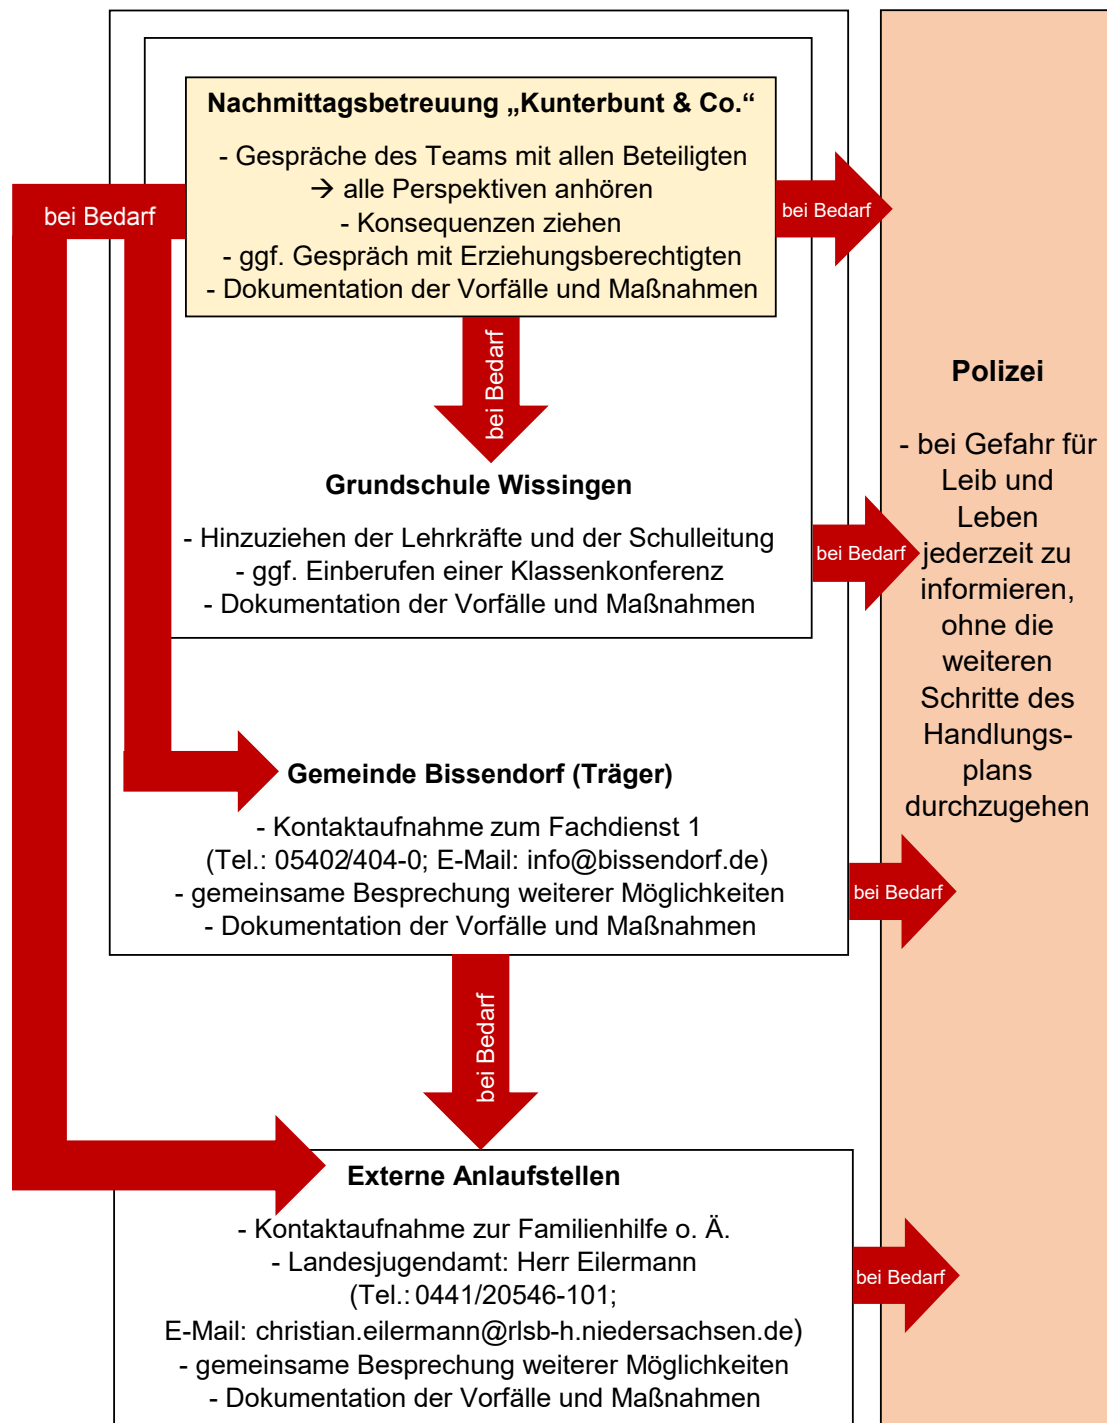 Nachmittagsbetreuung „Kunterbunt & Co.“
- Gespräche des Teams mit allen Beteiligten
→ alle Perspektiven anhören
- Konsequenzen ziehen
- ggf. Gespräch mit Erziehungsberechtigten
- Dokumentation der Vorfälle und Maßnahmen
bei Bedarf
bei Bedarf
bei Bedarf
Grundschule Wissingen
- Hinzuziehen der Lehrkräfte und der Schulleitung
- ggf. Einberufen einer Klassenkonferenz
- Dokumentation der Vorfälle und Maßnahmen
bei Bedarf
Gemeinde Bissendorf (Träger)
- Kontaktaufnahme zum Fachdienst 1
(Tel.: 05402/404-0; E-Mail: info@bissendorf.de)
- gemeinsame Besprechung weiterer Möglichkeiten
- Dokumentation der Vorfälle und Maßnahmen
bei Bedarf
bei Bedarf
Externe Anlaufstellen
- Kontaktaufnahme zur Familienhilfe o. Ä.
- Landesjugendamt: Herr Eilermann
(Tel.: 0441/20546-101;
E-Mail: christian.eilermann@rlsb-h.niedersachsen.de)
- gemeinsame Besprechung weiterer Möglichkeiten
- Dokumentation der Vorfälle und Maßnahmen
bei Bedarf
Polizei
- bei Gefahr für
Leib und
Leben
jederzeit zu
informieren,
ohne die
weiteren
Schritte des
Handlungs-
plans
durchzugehen